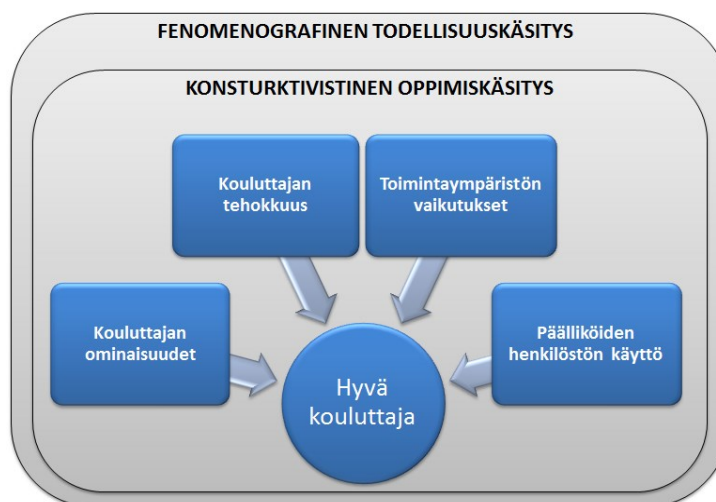 FENOMENOGRAFINEN TODELLISUUSKÄSITYS
KONSTURKTIVISTINEN OPPIMISKÄSITYS
Kouluttajan
tehokkuus
Toimintaympäristön
vaikutukset
Kouluttajan
ominaisuudet
Päälliköiden
henkilöstön käyttö
Hyvä
kouluttaja